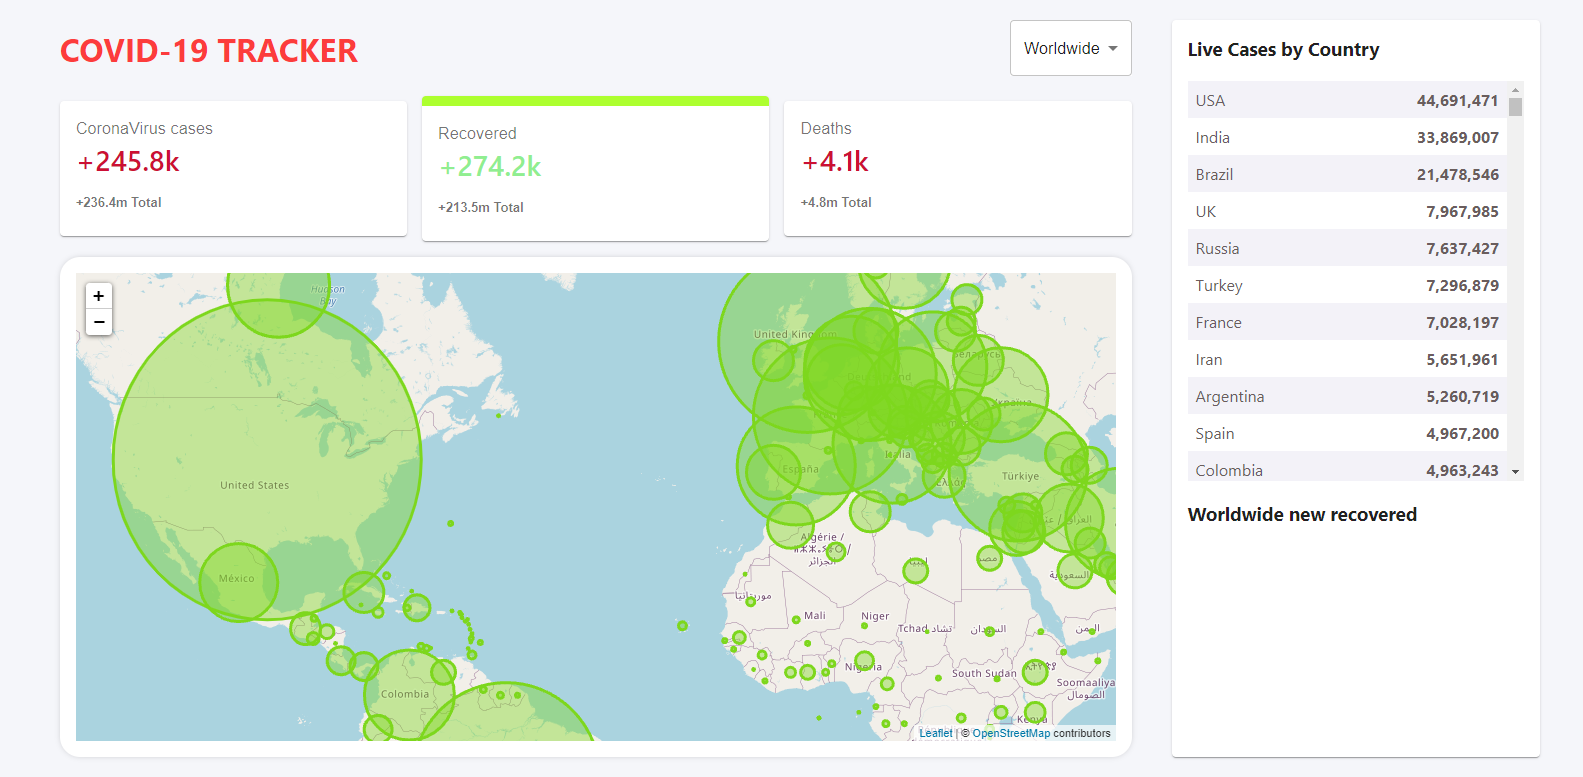 COVID-19 TRACKER
Worldwide
CoronaVirus cases
+245.8k
+236.4m Total
Recovered
+274.2k
+213.5m Total
Deaths
+4.1k
+4.8m Total
+
−
Hudson
Bay
United States
México
Colombia
United Kingdom
Беларусь
Україна
España
Italia
Ελλάς
Türkiye
Algérie /
الجزائر
موريتانيا
Mali
Niger
Tchad تشاد
السودان
اليمن
مصر
ليبيا
السعودية
Nigeria
South Sudan
Soomaaliya
الصومال
Kenya
Leaflet | © OpenStreetMap contributors
Live Cases by Country
USA 44,691,471
India 33,869,007
Brazil 21,478,546
UK 7,967,985
Russia 7,637,427
Turkey 7,296,879
France 7,028,197
Iran 5,651,961
Argentina 5,260,719
Spain 4,967,200
Colombia 4,963,243
Worldwide new recovered